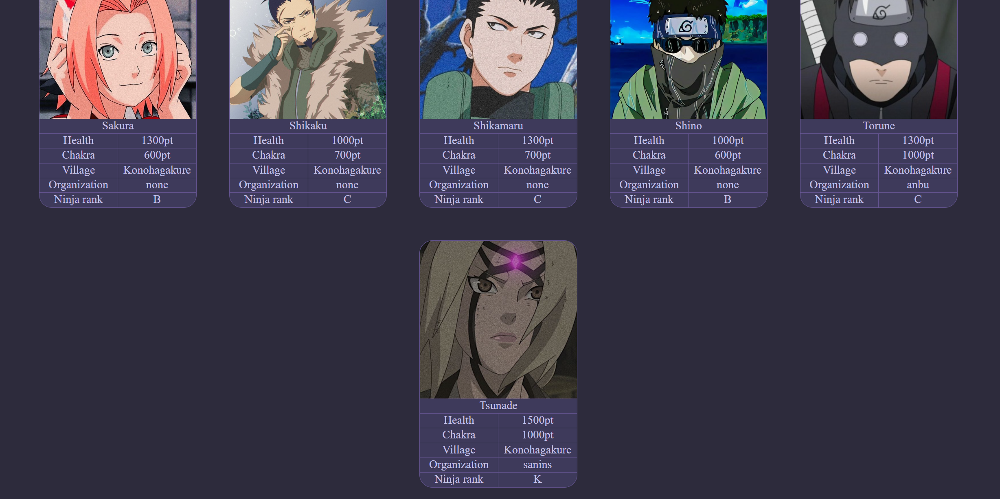 Sakura
Health 1300pt
Chakra 600pt
Village Konohagakure
Organization none
Ninja rank B
Shikaku
Health 1000pt
Chakra 700pt
Village Konohagakure
Organization none
Ninja rank C
Shikamaru
Health 1300pt
Chakra 700pt
Village Konohagakure
Organization none
Ninja rank C
Shino
Health 1000pt
Chakra 600pt
Village Konohagakure
Organization none
Ninja rank B
Torune
Health 1300pt
Chakra 1000pt
Village Konohagakure
Organization anbu
Ninja rank C
Tsunade
Health 1500pt
Chakra 1000pt
Village Konohagakure
Organization sanins
Ninja rank K